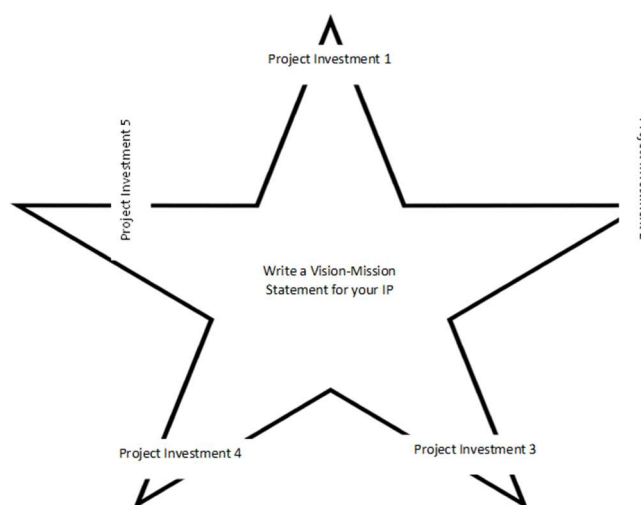 Project Investment 1
Project Investment 5
Write a Vision-Mission
Statement for your IP
Project Investment 4
Project Investment 3